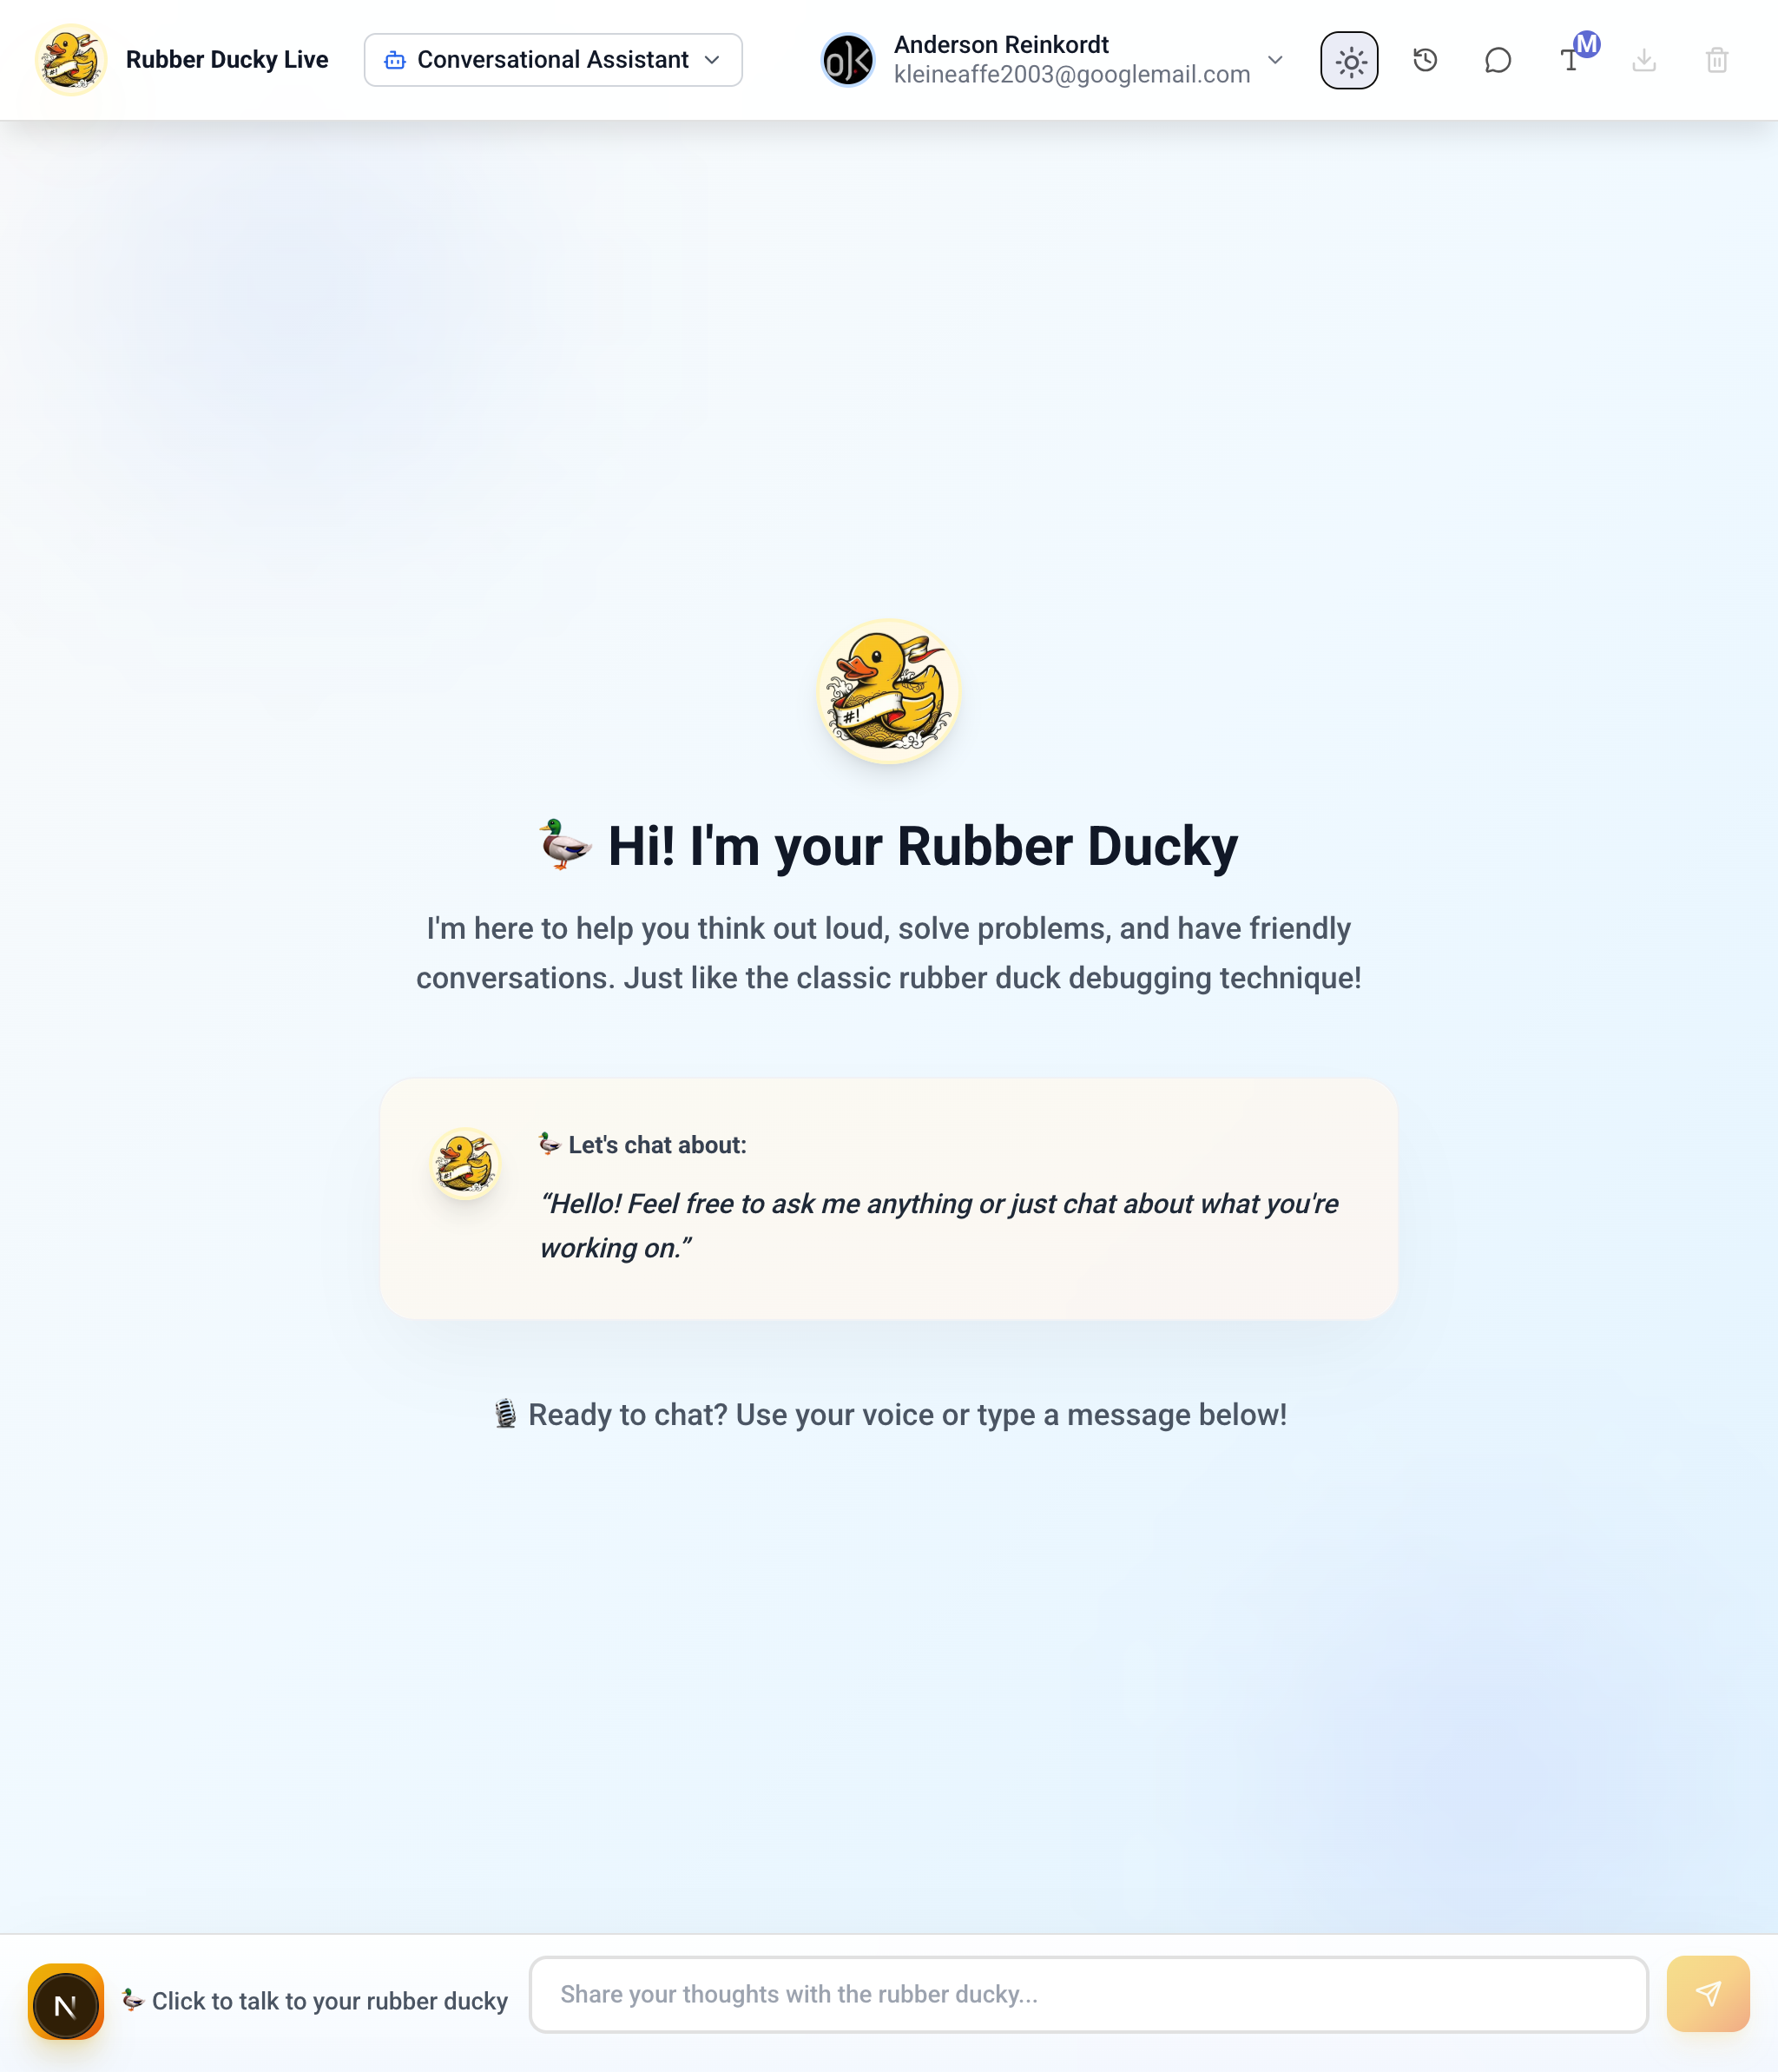 Rubber Ducky Live
Conversational Assistant
Anderson Reinkordt
kleineaffe2003@googlemail.com
T
M
#!
Hi! I'm your Rubber Ducky
I'm here to help you think out loud, solve problems, and have friendly
conversations. Just like the classic rubber duck debugging technique!
Let's chat about:
“Hello! Feel free to ask me anything or just chat about what you're
working on.”
Ready to chat? Use your voice or type a message below!
N
Click to talk to your rubber ducky
Share your thoughts with the rubber ducky...